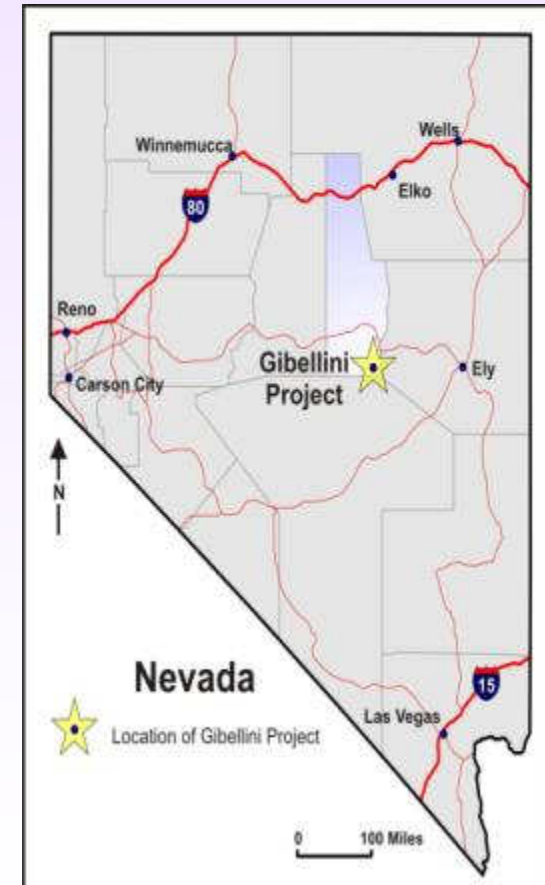 Winnemucca
Wells
Elko
80
Reno
Carson City
Gibellini
Project
Ely
N
Nevada
Location of Gibellini Project
15
Las Vegas
0 100 Miles